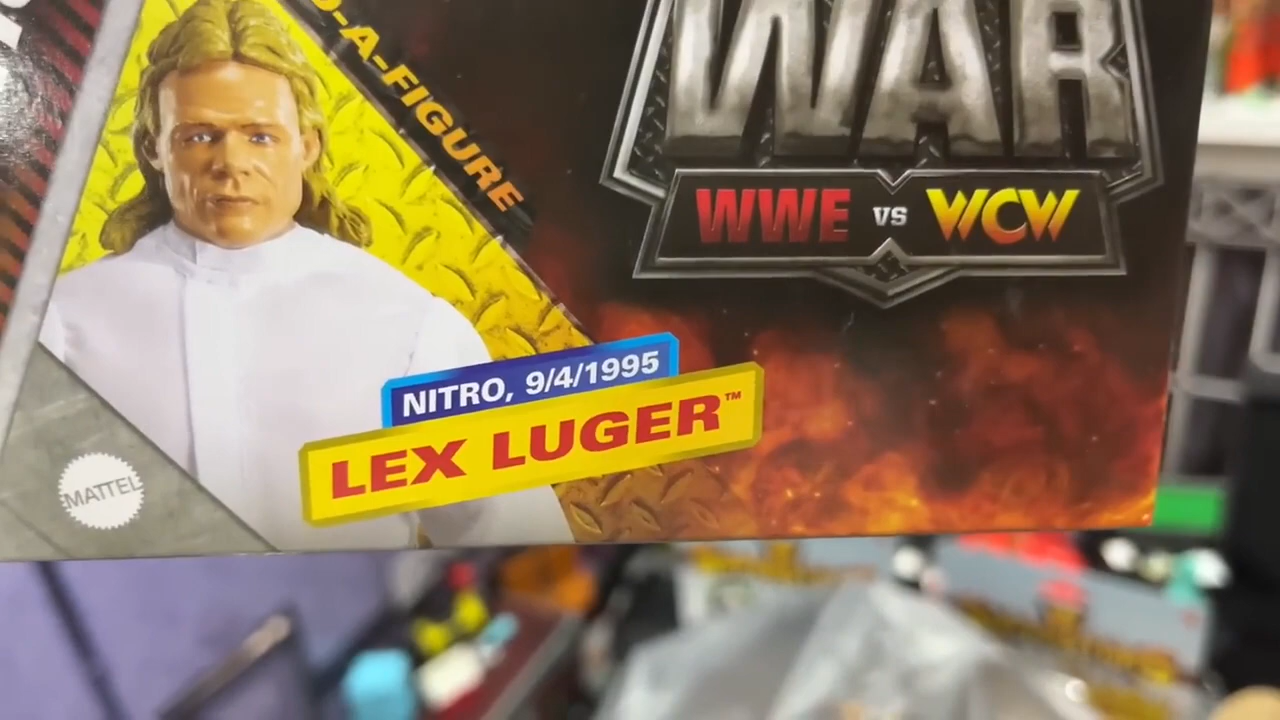 D-A-FIGURE
WAR
WWE VS WCW
NITRO, 9/4/1995
LEX LUGER™
MATTEL